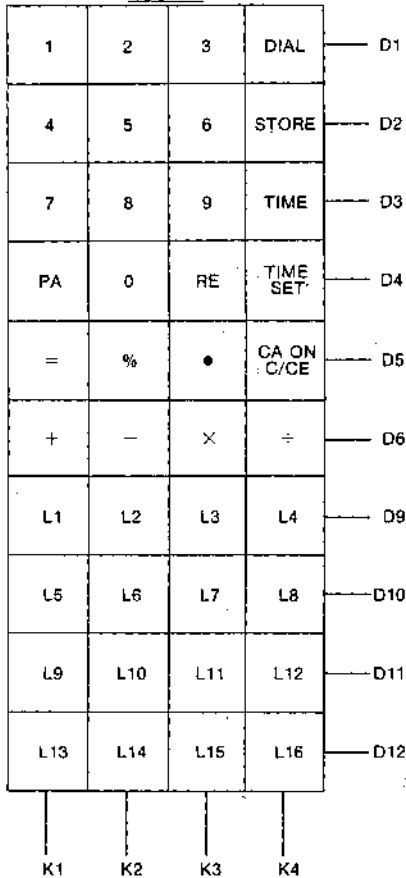 1 2 3 DIAL D1
4 5 6 STORE D2
7 8 9 TIME D3
PA 0 RE TIME SET D4
= % • CA ON C/CE D5
+ − × ÷ D6
L1 L2 L3 L4 D9
L5 L6 L7 L8 D10
L9 L10 L11 L12 D11
L13 L14 L15 L16 D12
K1 K2 K3 K4